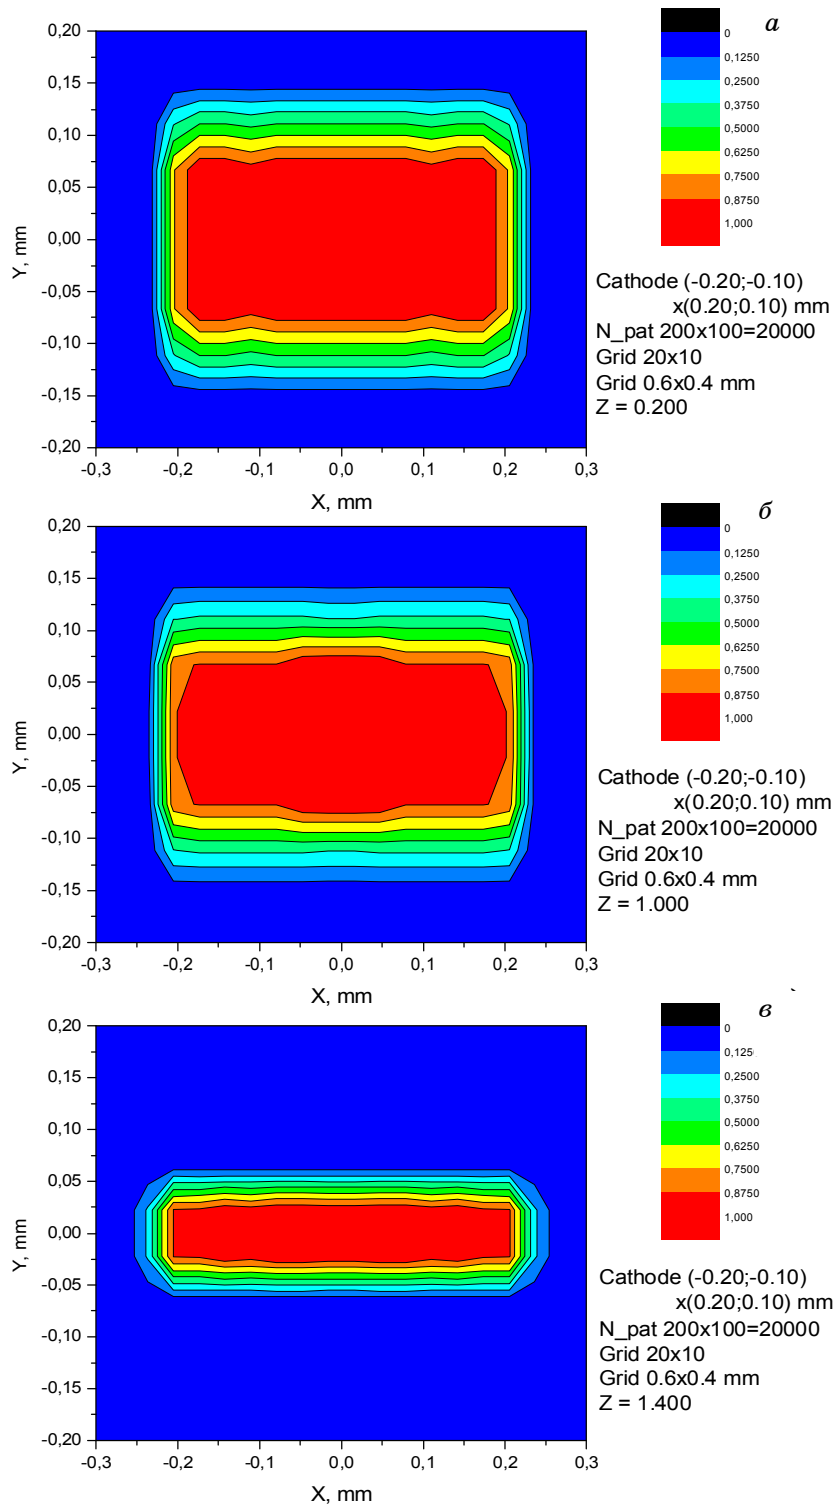 0,20
0,15
0,10
0,05
0,00
-0,05
-0,10
-0,15
-0,20
Y, mm
-0,3 -0,2 -0,1 0,0 0,1 0,2 0,3
X, mm
а
0
0,1250
0,2500
0,3750
0,5000
0,6250
0,7500
0,8750
1,000
Cathode (-0.20;-0.10)
x(0.20;0.10) mm
N_pat 200x100=20000
Grid 20x10
Grid 0.6x0.4 mm
Z = 0.200
0,20
0,15
0,10
0,05
0,00
-0,05
-0,10
-0,15
-0,20
Y, mm
-0,3 -0,2 -0,1 0,0 0,1 0,2 0,3
X, mm
б
0
0,1250
0,2500
0,3750
0,5000
0,6250
0,7500
0,8750
1,000
Cathode (-0.20;-0.10)
x(0.20;0.10) mm
N_pat 200x100=20000
Grid 20x10
Grid 0.6x0.4 mm
Z = 1.000
0,20
0,15
0,10
0,05
0,00
-0,05
-0,10
-0,15
-0,20
Y, mm
-0,3 -0,2 -0,1 0,0 0,1 0,2 0,3
X, mm
в
0
0,125
0,2500
0,3750
0,5000
0,6250
0,7500
0,8750
1,000
Cathode (-0.20;-0.10)
x(0.20;0.10) mm
N_pat 200x100=20000
Grid 20x10
Grid 0.6x0.4 mm
Z = 1.400